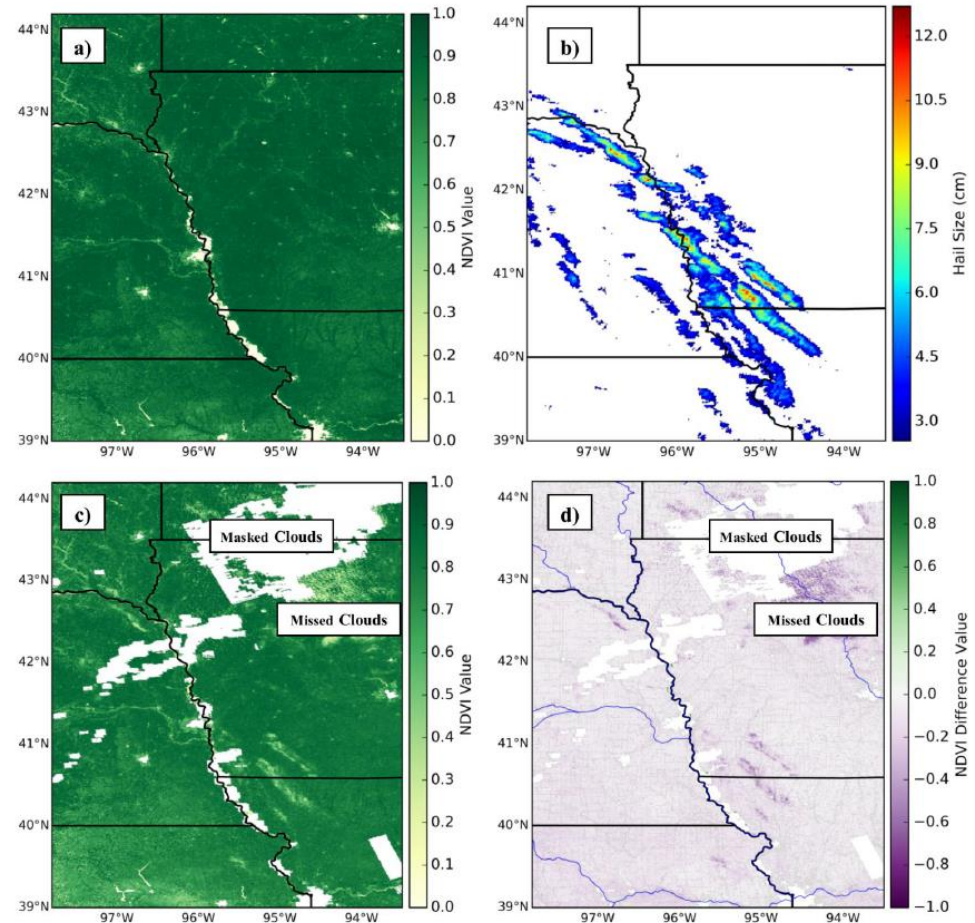 a)
44°N
43°N
42°N
41°N
40°N
39°N
97°W
96°W
95°W
94°W
1.0
0.9
0.8
0.7
0.6
0.5
0.4
0.3
0.2
0.1
0.0
NDVI Value
b)
44°N
43°N
42°N
41°N
40°N
39°N
97°W
96°W
95°W
94°W
12.0
10.5
9.0
7.5
6.0
4.5
3.0
Hail Size (cm)
c)
Masked Clouds
Missed Clouds
44°N
43°N
42°N
41°N
40°N
39°N
97°W
96°W
95°W
94°W
1.0
0.9
0.8
0.7
0.6
0.5
0.4
0.3
0.2
0.1
0.0
NDVI Value
d)
Masked Clouds
Missed Clouds
44°N
43°N
42°N
41°N
40°N
39°N
97°W
96°W
95°W
94°W
1.0
0.8
0.6
0.4
0.2
0.0
−0.2
−0.4
−0.6
−0.8
−1.0
NDVI Difference Value